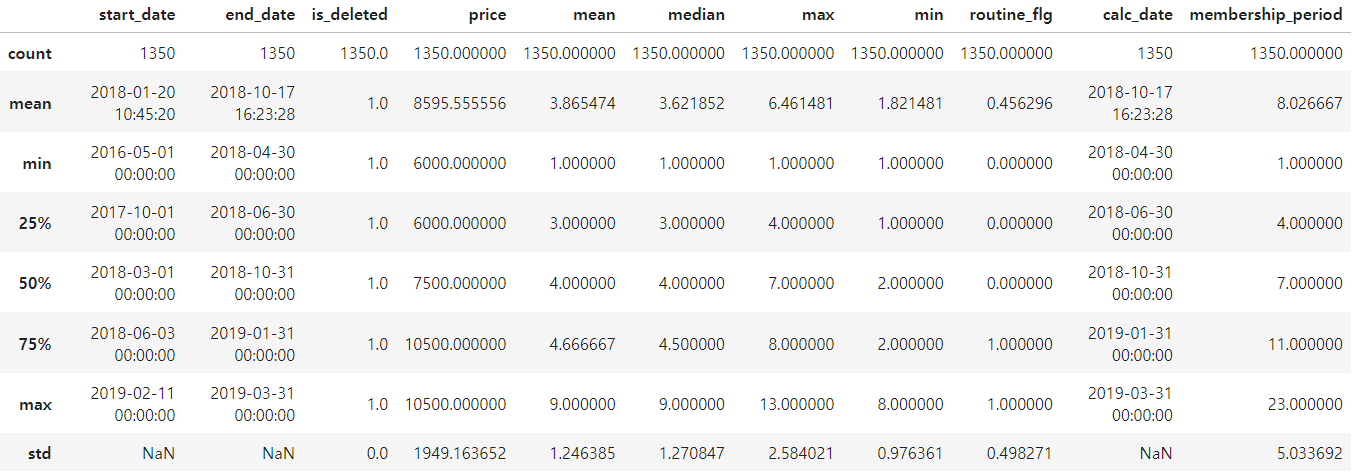 start_date end_date is_deleted price mean median max min routine_flg calc_date membership_period
count 1350 1350 1350.0 1350.000000 1350.000000 1350.000000 1350.000000 1350.000000 1350.000000 1350 1350.000000
mean 2018-01-20 10:45:20 2018-10-17 16:23:28 1.0 8595.555556 3.865474 3.621852 6.461481 1.821481 0.456296 2018-10-17 16:23:28 8.026667
min 2016-05-01 00:00:00 2018-04-30 00:00:00 1.0 6000.000000 1.000000 1.000000 1.000000 1.000000 0.000000 2018-04-30 00:00:00 1.000000
25% 2017-10-01 00:00:00 2018-06-30 00:00:00 1.0 6000.000000 3.000000 3.000000 4.000000 1.000000 0.000000 2018-06-30 00:00:00 4.000000
50% 2018-03-01 00:00:00 2018-10-31 00:00:00 1.0 7500.000000 4.000000 4.000000 7.000000 2.000000 0.000000 2018-10-31 00:00:00 7.000000
75% 2018-06-03 00:00:00 2019-01-31 00:00:00 1.0 10500.000000 4.666667 4.500000 8.000000 2.000000 1.000000 2019-01-31 00:00:00 11.000000
max 2019-02-11 00:00:00 2019-03-31 00:00:00 1.0 10500.000000 9.000000 9.000000 13.000000 8.000000 1.000000 2019-03-31 00:00:00 23.000000
std NaN NaN 0.0 1949.163652 1.246385 1.270847 2.584021 0.976361 0.498271 NaN 5.033692